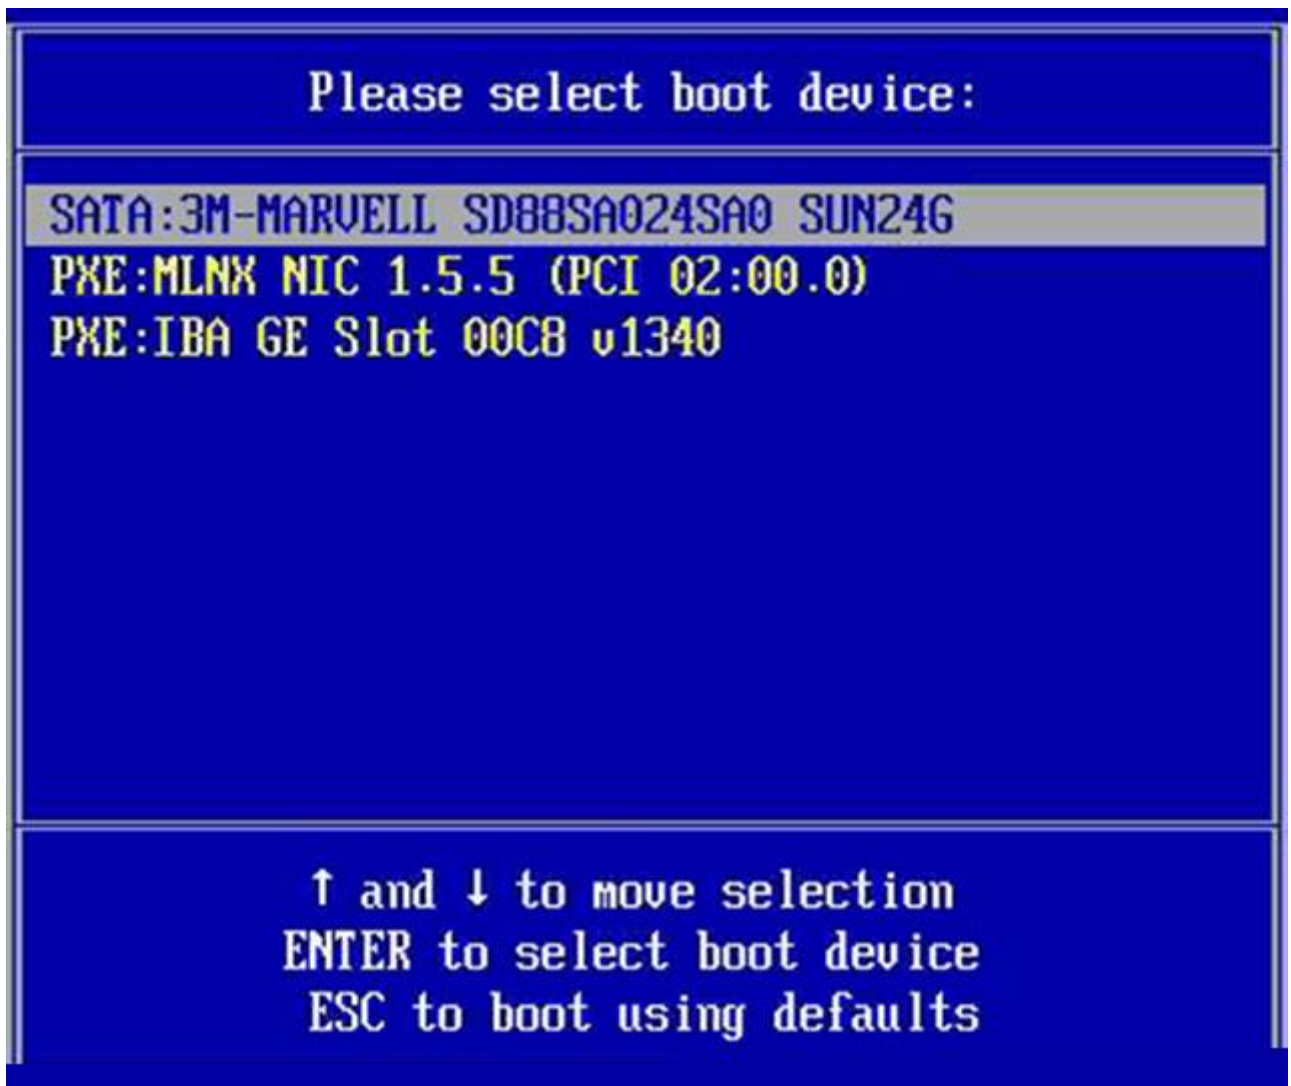 Please select boot device:
SATA:3M-MARVELL SD88SA024SA0 SUN24G
PXE:MLNX NIC 1.5.5 (PCI 02:00.0)
PXE:IBA GE Slot 00C8 v1340
↑ and ↓ to move selection
ENTER to select boot device
ESC to boot using defaults